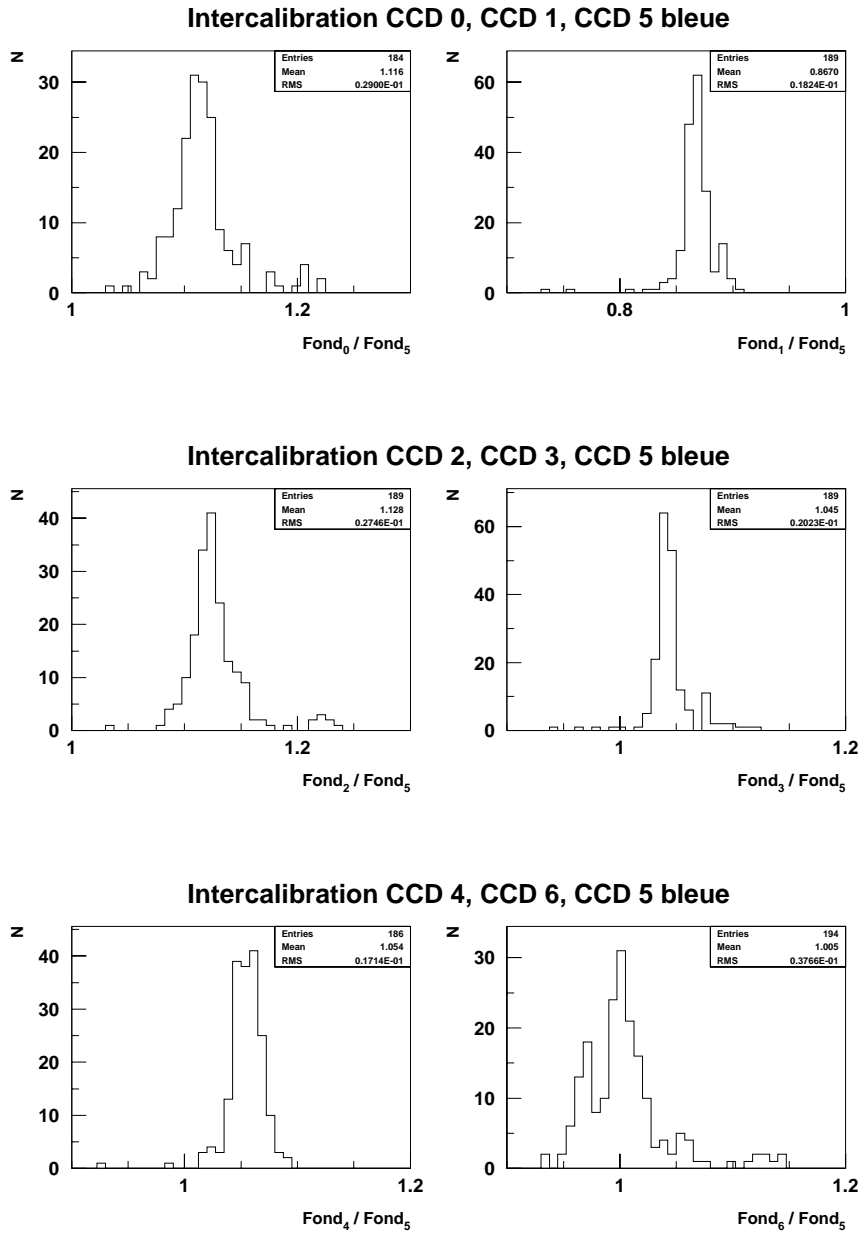 Intercalibration CCD 0, CCD 1, CCD 5 bleue
N
Entries 184
Mean 1.116
RMS 0.2900E-01
30
20
10
0
1
1.2
Fond0 / Fond5
N
Entries 189
Mean 0.8670
RMS 0.1824E-01
60
40
20
0
0.8
1
Fond1 / Fond5
Intercalibration CCD 2, CCD 3, CCD 5 bleue
N
Entries 189
Mean 1.128
RMS 0.2746E-01
40
30
20
10
0
1
1.2
Fond2 / Fond5
N
Entries 189
Mean 1.045
RMS 0.2023E-01
60
40
20
0
1
1.2
Fond3 / Fond5
Intercalibration CCD 4, CCD 6, CCD 5 bleue
N
Entries 186
Mean 1.054
RMS 0.1714E-01
40
30
20
10
0
1
1.2
Fond4 / Fond5
N
Entries 194
Mean 1.005
RMS 0.3766E-01
30
20
10
0
1
1.2
Fond6 / Fond5